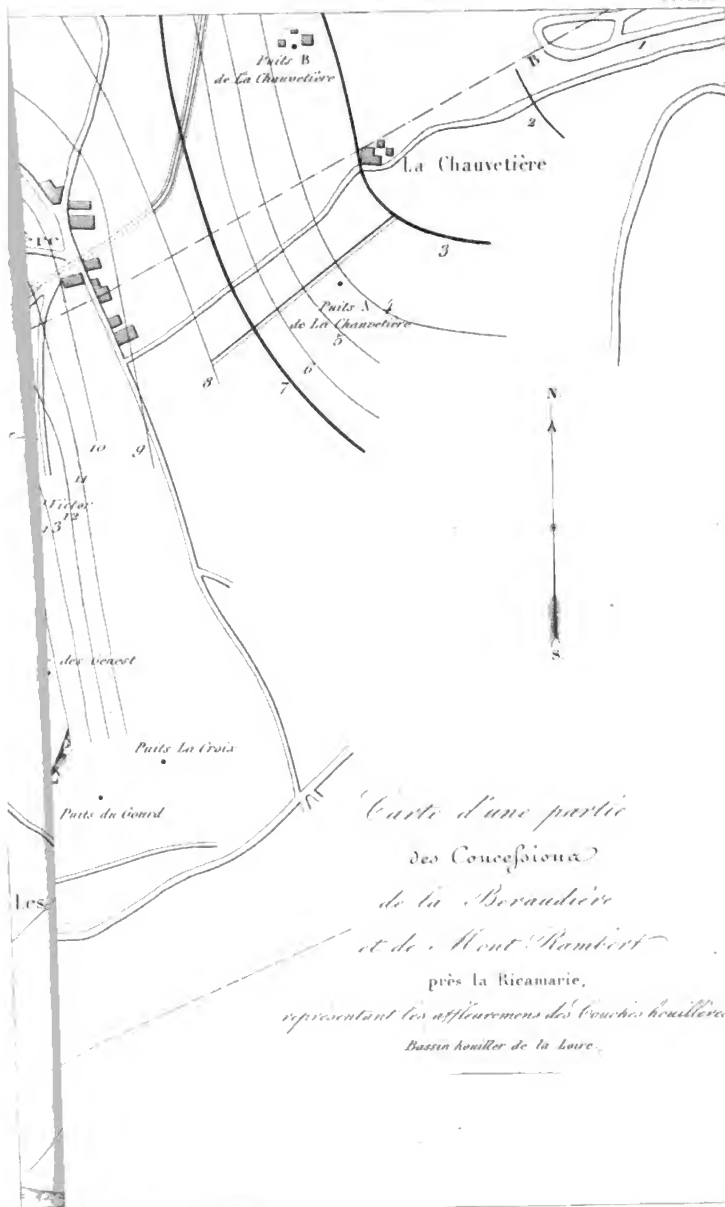 Puits B
de La Chauvetière
B
1
2
La Chauvetière
3
Puits A 4
de La Chauvetière
5
6
7
8
9
10
11
Victor
12
13
N.
S.
des Genest
Puits La Croix
Puits du Gourd
Les
Carte d'une partie
des Concessions
de la Beraudière
et de Mont Rambert
près la Ricamarie,
représentant les affleuremens des Couches houillères
Bassin houiller de la Loire.